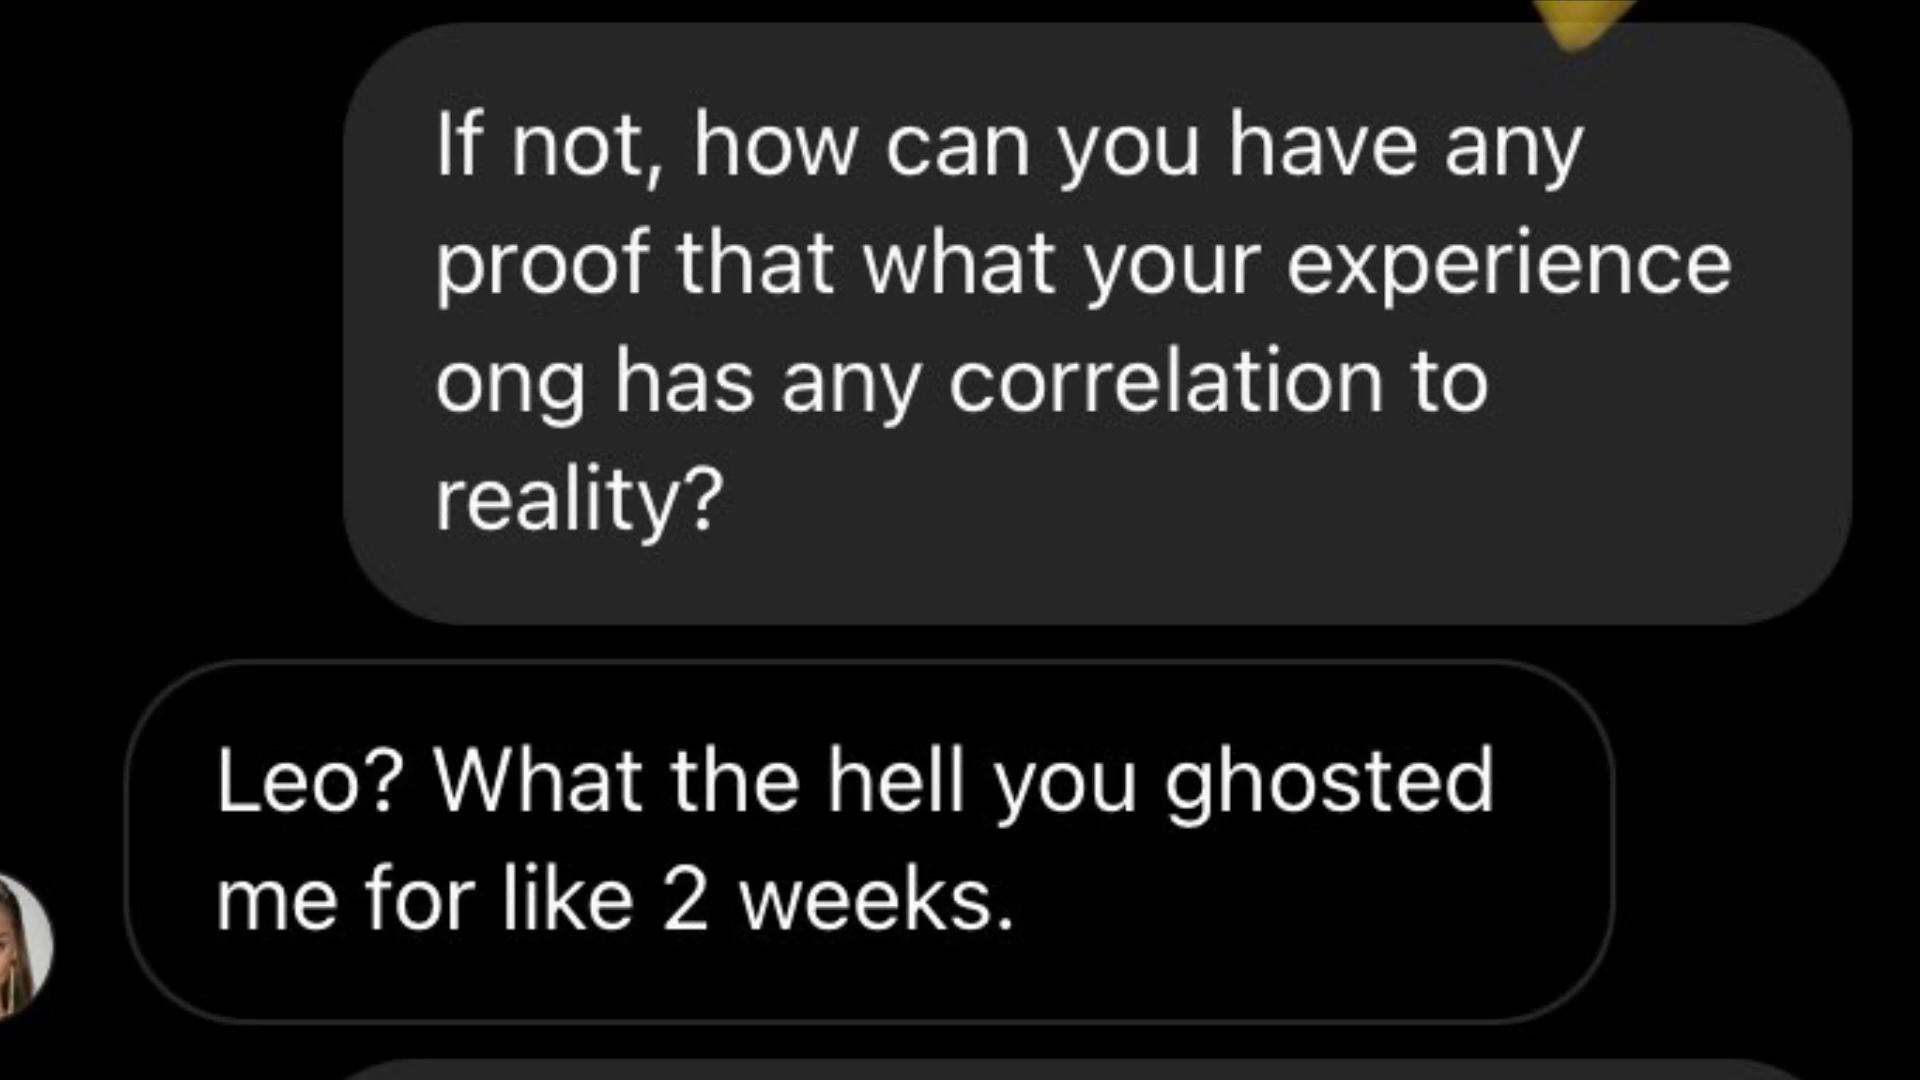 If not, how can you have any
proof that what your experience
ong has any correlation to
reality?
Leo? What the hell you ghosted
me for like 2 weeks.